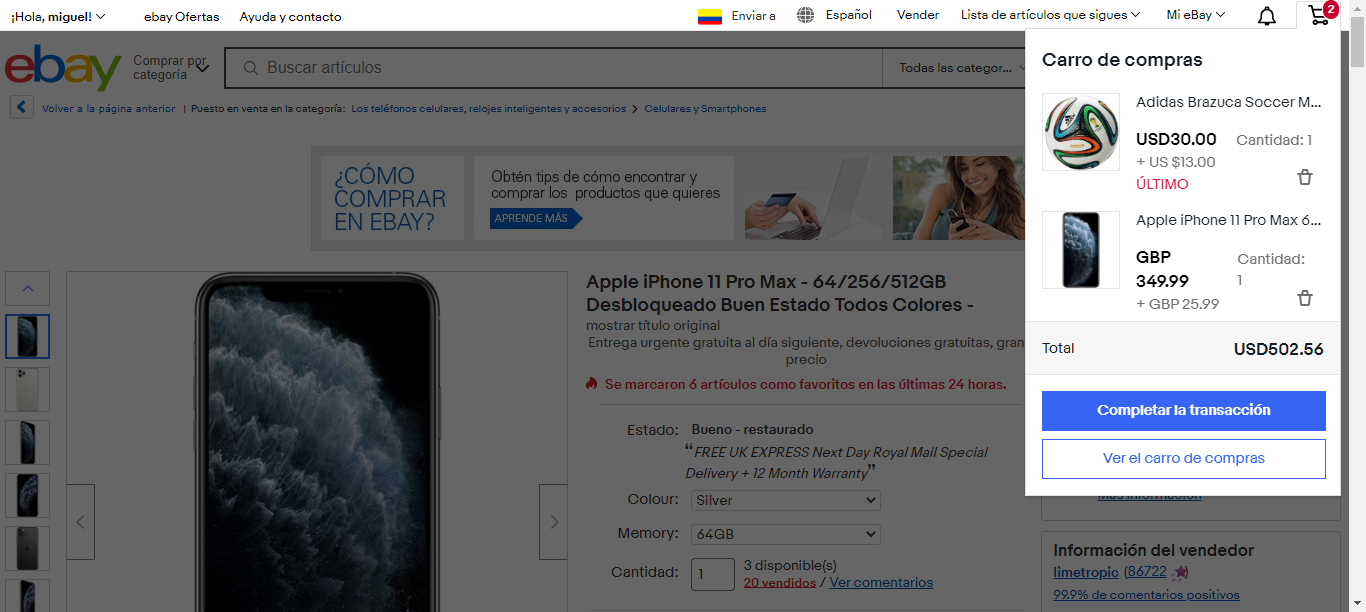 ¡Hola, miguel!
ebay Ofertas
Ayuda y contacto
Enviar a
Español
Vender
Lista de artículos que sigues
Mi eBay
2
ebay
Comprar por
categoría
Buscar artículos
Todas las categor...
Volver a la página anterior | Puesto en venta en la categoría: Los teléfonos celulares, relojes inteligentes y accesorios > Celulares y Smartphones
¿CÓMO
COMPRAR
EN EBAY?
Obtén tips de cómo encontrar y
comprar los productos que quieres
APRENDE MÁS
Apple iPhone 11 Pro Max - 64/256/512GB
Desbloqueado Buen Estado Todos Colores -
mostrar título original
Entrega urgente gratuita al día siguiente, devoluciones gratuitas, gran
precio
Se marcaron 6 artículos como favoritos en las últimas 24 horas.
Estado: Bueno - restaurado
“FREE UK EXPRESS Next Day Royal Mail Special
Delivery + 12 Month Warranty”
Colour: Silver
Memory: 64GB
Cantidad: 1
3 disponible(s)
20 vendidos / Ver comentarios
Carro de compras
Adidas Brazuca Soccer M...
USD30.00 Cantidad: 1
+ US $13.00
ÚLTIMO
Apple iPhone 11 Pro Max 6...
GBP
349.99
Cantidad:
1
+ GBP 25.99
Total USD502.56
Completar la transacción
Ver el carro de compras
Más información
Información del vendedor
limetropic (86722)
99.9% de comentarios positivos